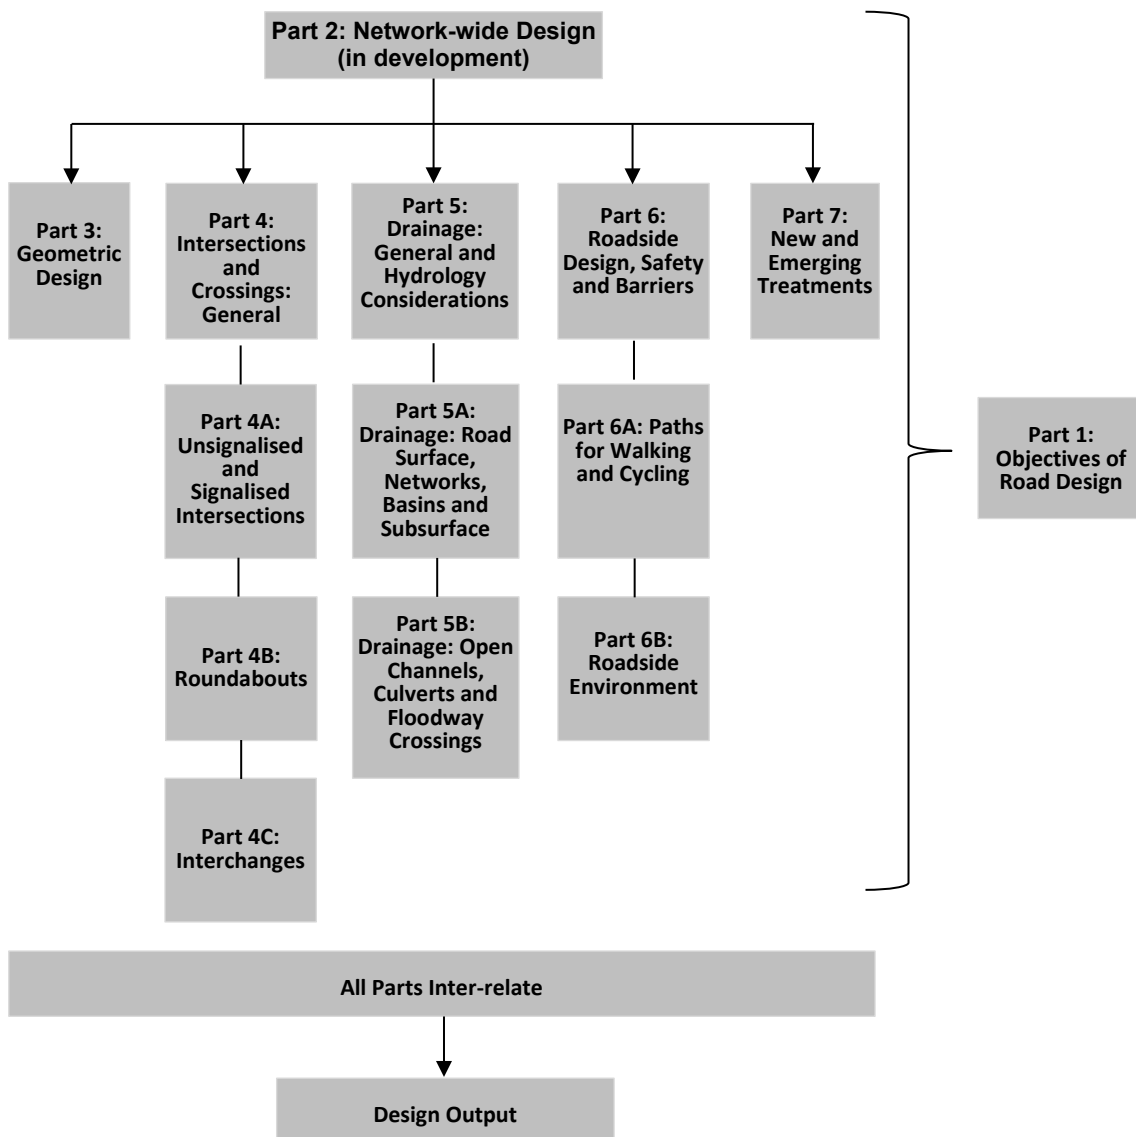 Part 2: Network-wide Design
(in development)
Part 3:
Geometric
Design
Part 4:
Intersections
and
Crossings:
General
Part 5:
Drainage:
General and
Hydrology
Considerations
Part 6:
Roadside
Design, Safety
and Barriers
Part 7:
New and
Emerging
Treatments
Part 4A:
Unsignalised
and
Signalised
Intersections
Part 5A:
Drainage: Road
Surface,
Networks,
Basins and
Subsurface
Part 6A: Paths
for Walking
and Cycling
Part 1:
Objectives of
Road Design
Part 4B:
Roundabouts
Part 5B:
Drainage: Open
Channels,
Culverts and
Floodway
Crossings
Part 6B:
Roadside
Environment
Part 4C:
Interchanges
All Parts Inter-relate
Design Output